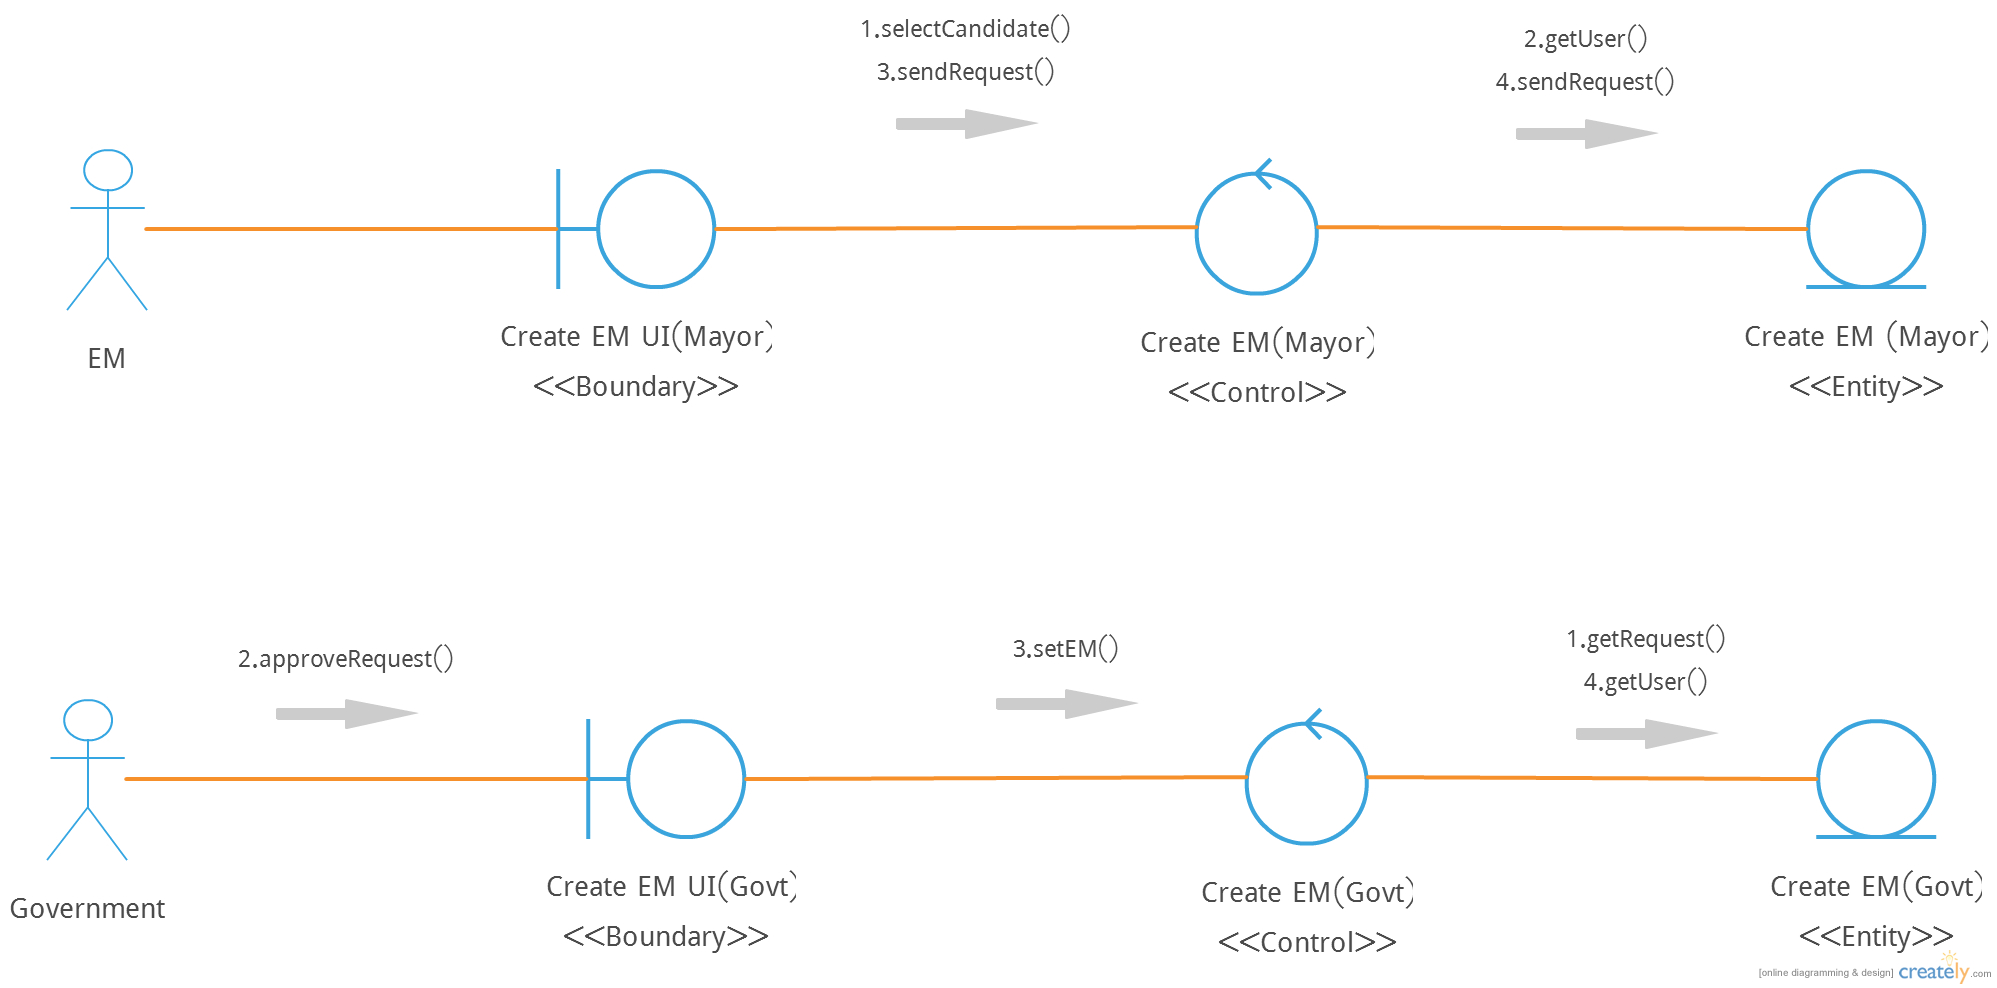 1.selectCandidate()
3.sendRequest()
2.getUser()
4.sendRequest()
EM
Create EM UI(Mayor)
<<Boundary>>
Create EM(Mayor)
<<Control>>
Create EM (Mayor)
<<Entity>>
2.approveRequest()
3.setEM()
1.getRequest()
4.getUser()
Government
Create EM UI(Govt)
<<Boundary>>
Create EM(Govt)
<<Control>>
Create EM(Govt)
<<Entity>>
[online diagramming & design] creately.com